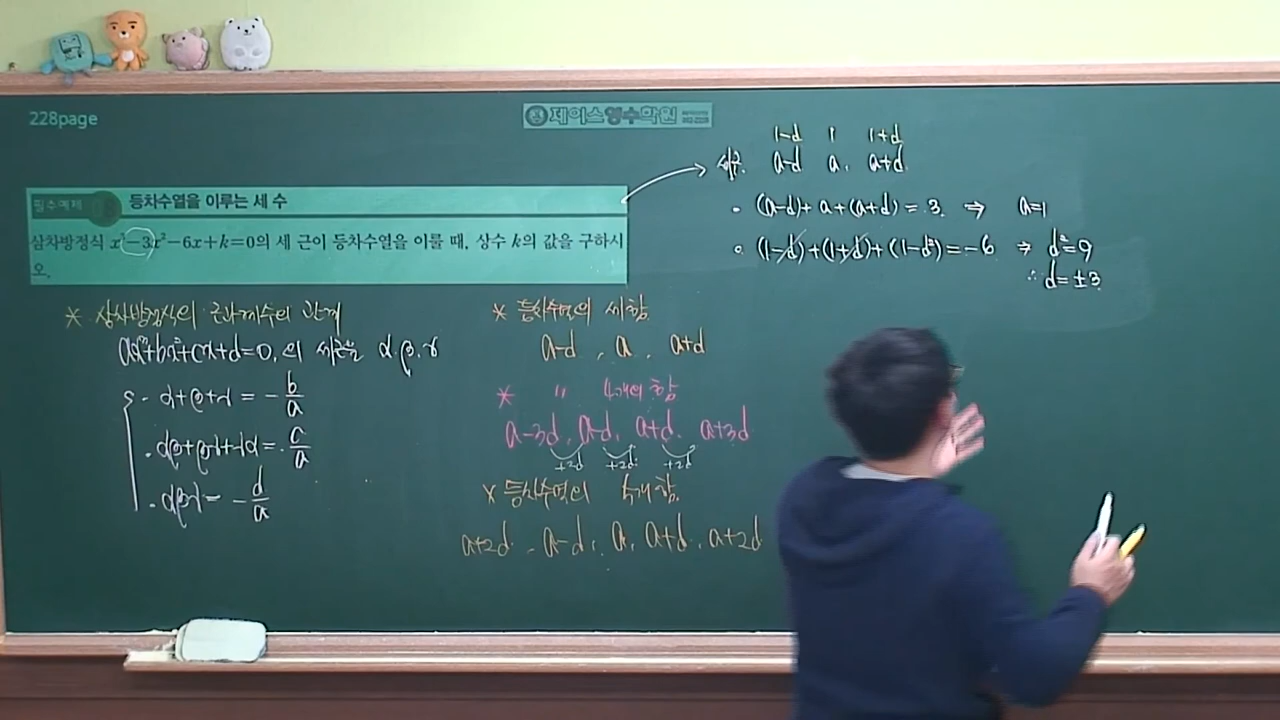 228page
제이스영수학원
필수예제
등차수열을 이루는 세 수
삼차방정식 x³-3x²-6x+k=0의 세 근이 등차수열을 이룰 때, 상수 k의 값을 구하시
오.
* 삼차방정식의 근과계수의 관계
ax³+bx²+cx+d=0, 의 세근을 α β, γ
· α+β+γ = -b/a
· αβ+βγ+γα = c/a
· αβγ = -d/a
* 등차수열의 세항
a-d , a , a+d
* " 4개의 항
a-3d, a-d, a+d, a+3d
+2d +2d +2d
* 등차수열의 5개항
a+2d , a-d, a, a+d, a+2d
1-d 1 1+d
세근. a-d a, a+d
· (a-d)+a+(a+d)=3 ⇒ a=1
· (1-d)+(1+d)+(1-d²)=-6 ⇒ d²=9
∴ d=±3